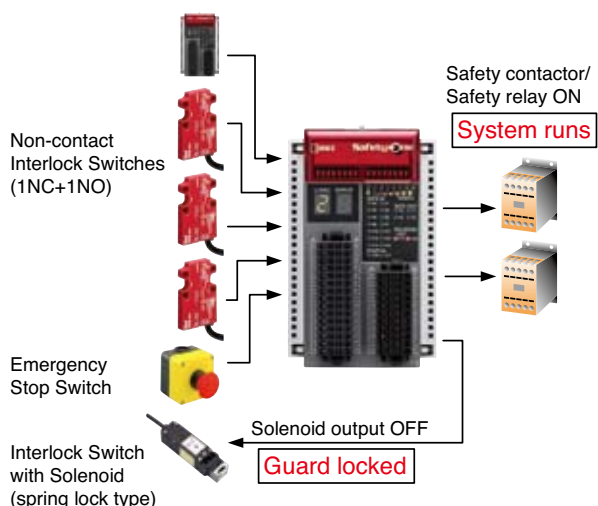 Safety contactor/
Safety relay ON
System runs
Non-contact
Interlock Switches
(1NC+1NO)
SafetyOne
Emergency
Stop Switch
Solenoid output OFF
Guard locked
Interlock Switch
with Solenoid
(spring lock type)